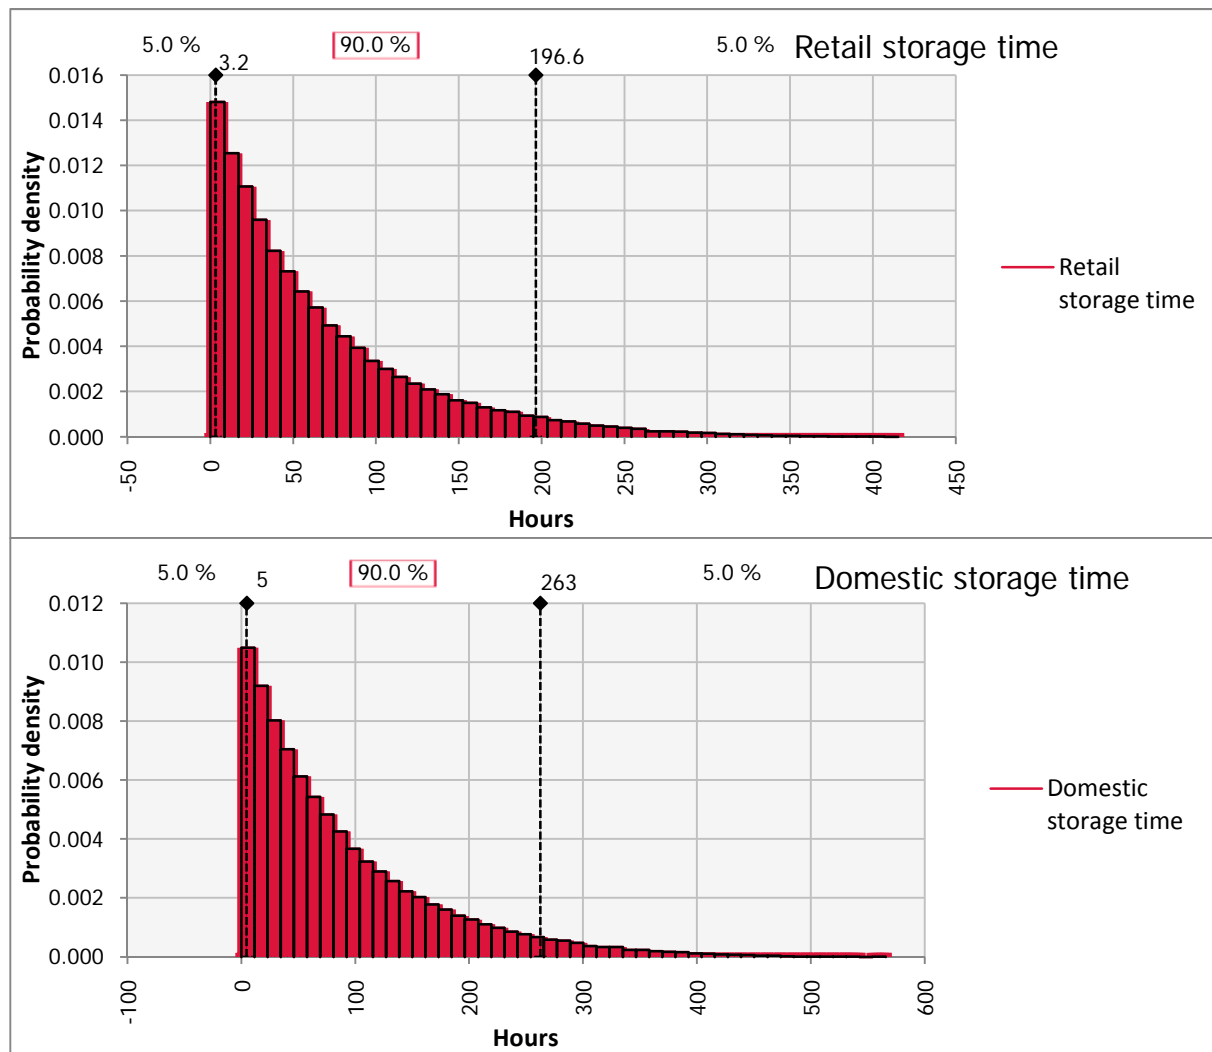 5.0 % 90.0 % 5.0 % Retail storage time
3.2 196.6
0.016
0.014
0.012
0.010
0.008
0.006
0.004
0.002
0.000
Probability density
-50 0 50 100 150 200 250 300 350 400 450
Hours
Retail
storage time
5.0 % 5 90.0 % 263 5.0 % Domestic storage time
0.012
0.010
0.008
0.006
0.004
0.002
0.000
Probability density
-100 0 100 200 300 400 500 600
Hours
Domestic
storage time